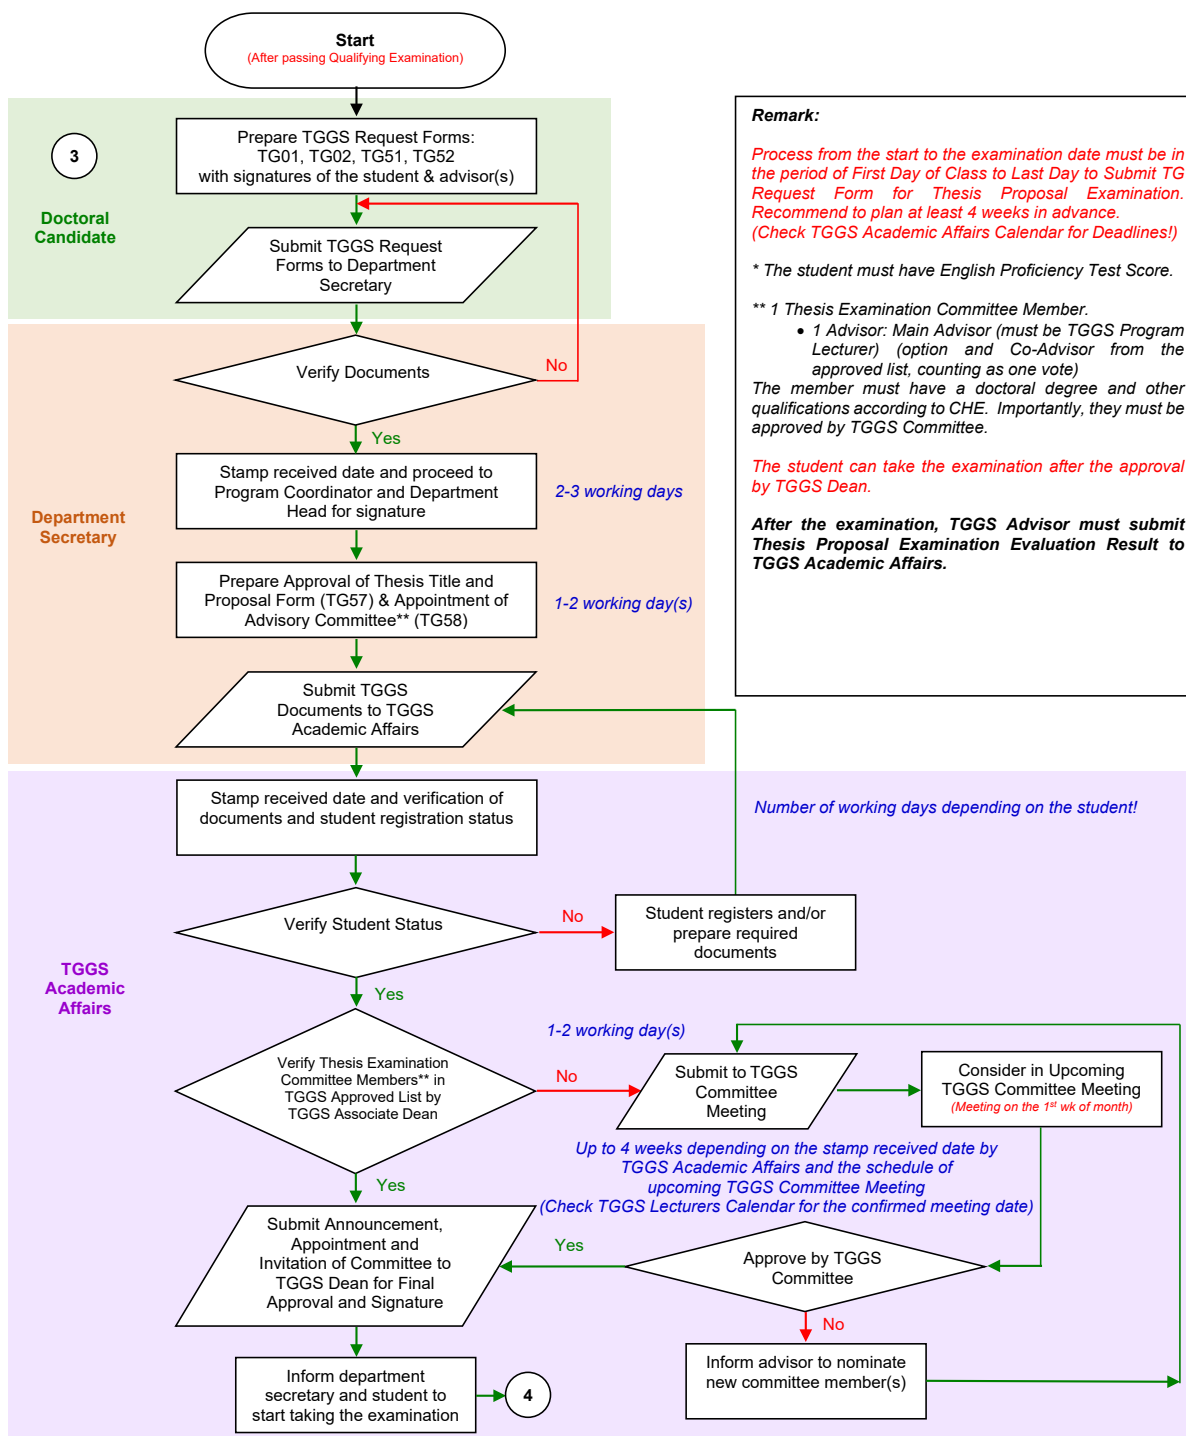 Start
(After passing Qualifying Examination)
3
Doctoral
Candidate
Prepare TGGS Request Forms:
TG01, TG02, TG51, TG52
with signatures of the student & advisor(s)
Submit TGGS Request
Forms to Department
Secretary
Verify Documents
No
Yes
Department
Secretary
Stamp received date and proceed to
Program Coordinator and Department
Head for signature
2-3 working days
Prepare Approval of Thesis Title and
Proposal Form (TG57) & Appointment of
Advisory Committee** (TG58)
1-2 working day(s)
Submit TGGS
Documents to TGGS
Academic Affairs
Remark:
Process from the start to the examination date must be in
the period of First Day of Class to Last Day to Submit TG
Request Form for Thesis Proposal Examination.
Recommend to plan at least 4 weeks in advance.
(Check TGGS Academic Affairs Calendar for Deadlines!)
* The student must have English Proficiency Test Score.
** 1 Thesis Examination Committee Member.
• 1 Advisor: Main Advisor (must be TGGS Program
Lecturer) (option and Co-Advisor from the
approved list, counting as one vote)
The member must have a doctoral degree and other
qualifications according to CHE. Importantly, they must be
approved by TGGS Committee.
The student can take the examination after the approval
by TGGS Dean.
After the examination, TGGS Advisor must submit
Thesis Proposal Examination Evaluation Result to
TGGS Academic Affairs.
Stamp received date and verification of
documents and student registration status
Number of working days depending on the student!
Verify Student Status
No
Student registers and/or
prepare required
documents
TGGS
Academic
Affairs
Yes
1-2 working day(s)
Verify Thesis Examination
Committee Members** in
TGGS Approved List by
TGGS Associate Dean
No
Submit to TGGS
Committee
Meeting
Consider in Upcoming
TGGS Committee Meeting
(Meeting on the 1st wk of month)
Up to 4 weeks depending on the stamp received date by
TGGS Academic Affairs and the schedule of
upcoming TGGS Committee Meeting
(Check TGGS Lecturers Calendar for the confirmed meeting date)
Yes
Submit Announcement,
Appointment and
Invitation of Committee to
TGGS Dean for Final
Approval and Signature
Yes
Approve by TGGS
Committee
No
Inform advisor to nominate
new committee member(s)
Inform department
secretary and student to
start taking the examination
4